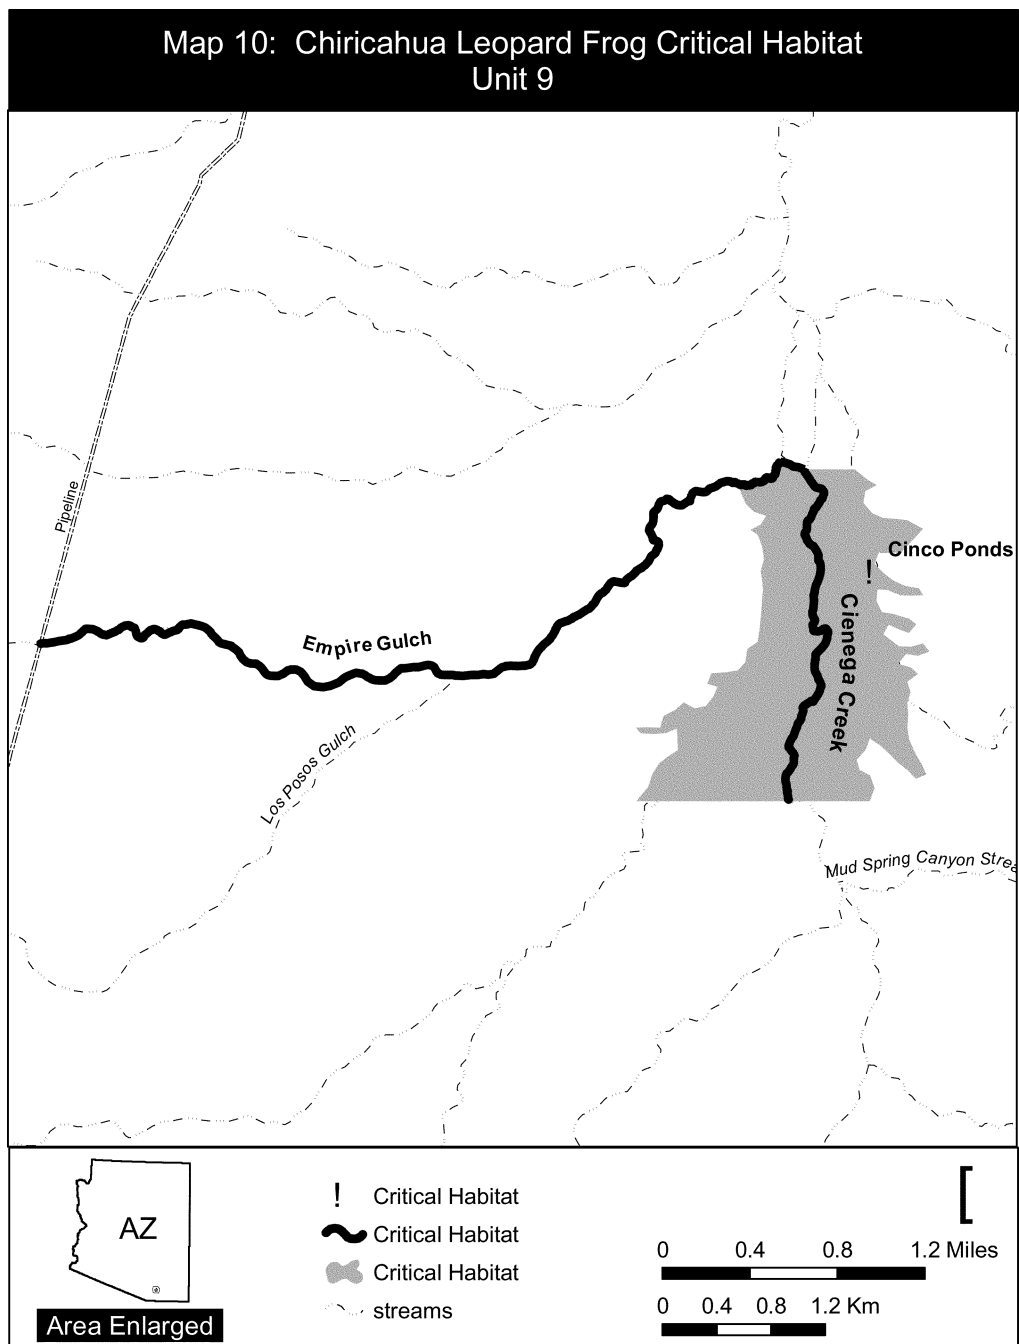 Map 10: Chiricahua Leopard Frog Critical Habitat
Unit 9
Pipeline
Cinco Ponds
!
Empire Gulch
Cienega Creek
Los Posos Gulch
Mud Spring Canyon Strea
AZ
Area Enlarged
! Critical Habitat
Critical Habitat
Critical Habitat
streams
[
0 0.4 0.8 1.2 Miles
0 0.4 0.8 1.2 Km